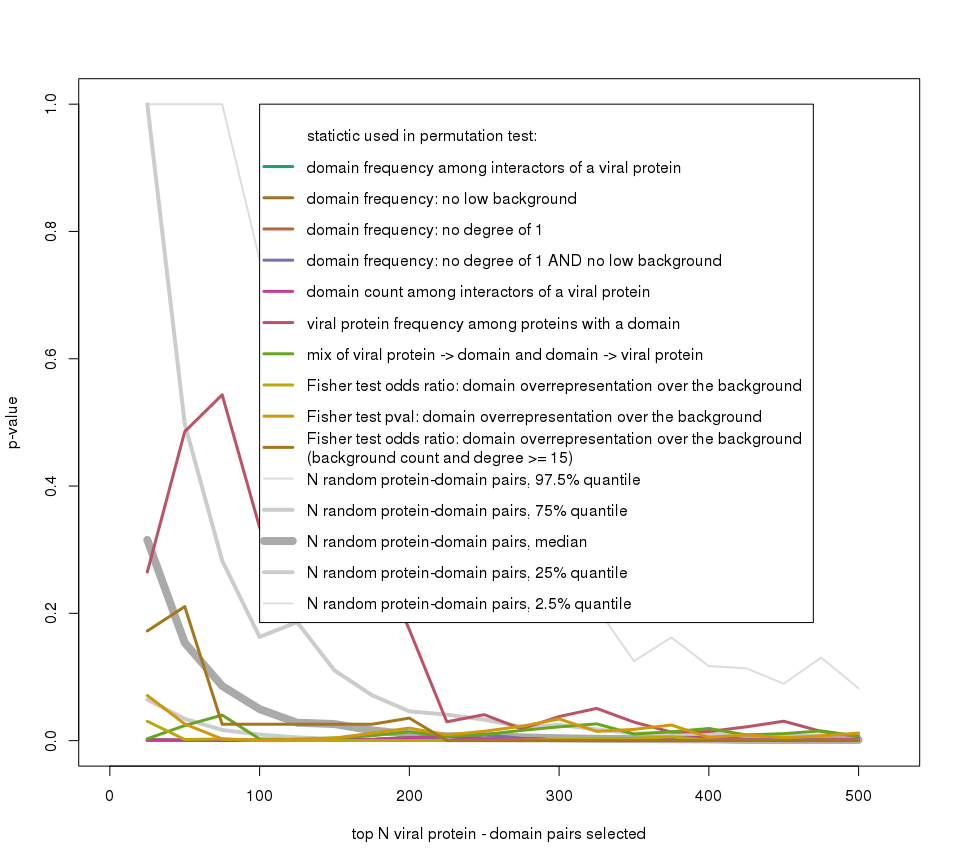 statictic used in permutation test:
domain frequency among interactors of a viral protein
domain frequency: no low background
domain frequency: no degree of 1
domain frequency: no degree of 1 AND no low background
domain count among interactors of a viral protein
viral protein frequency among proteins with a domain
mix of viral protein -> domain and domain -> viral protein
Fisher test odds ratio: domain overrepresentation over the background
Fisher test pval: domain overrepresentation over the background
Fisher test odds ratio: domain overrepresentation over the background
(background count and degree >= 15)
N random protein-domain pairs, 97.5% quantile
N random protein-domain pairs, 75% quantile
N random protein-domain pairs, median
N random protein-domain pairs, 25% quantile
N random protein-domain pairs, 2.5% quantile
p-value
1.0
0.8
0.6
0.4
0.2
0.0
0 100 200 300 400 500
top N viral protein - domain pairs selected